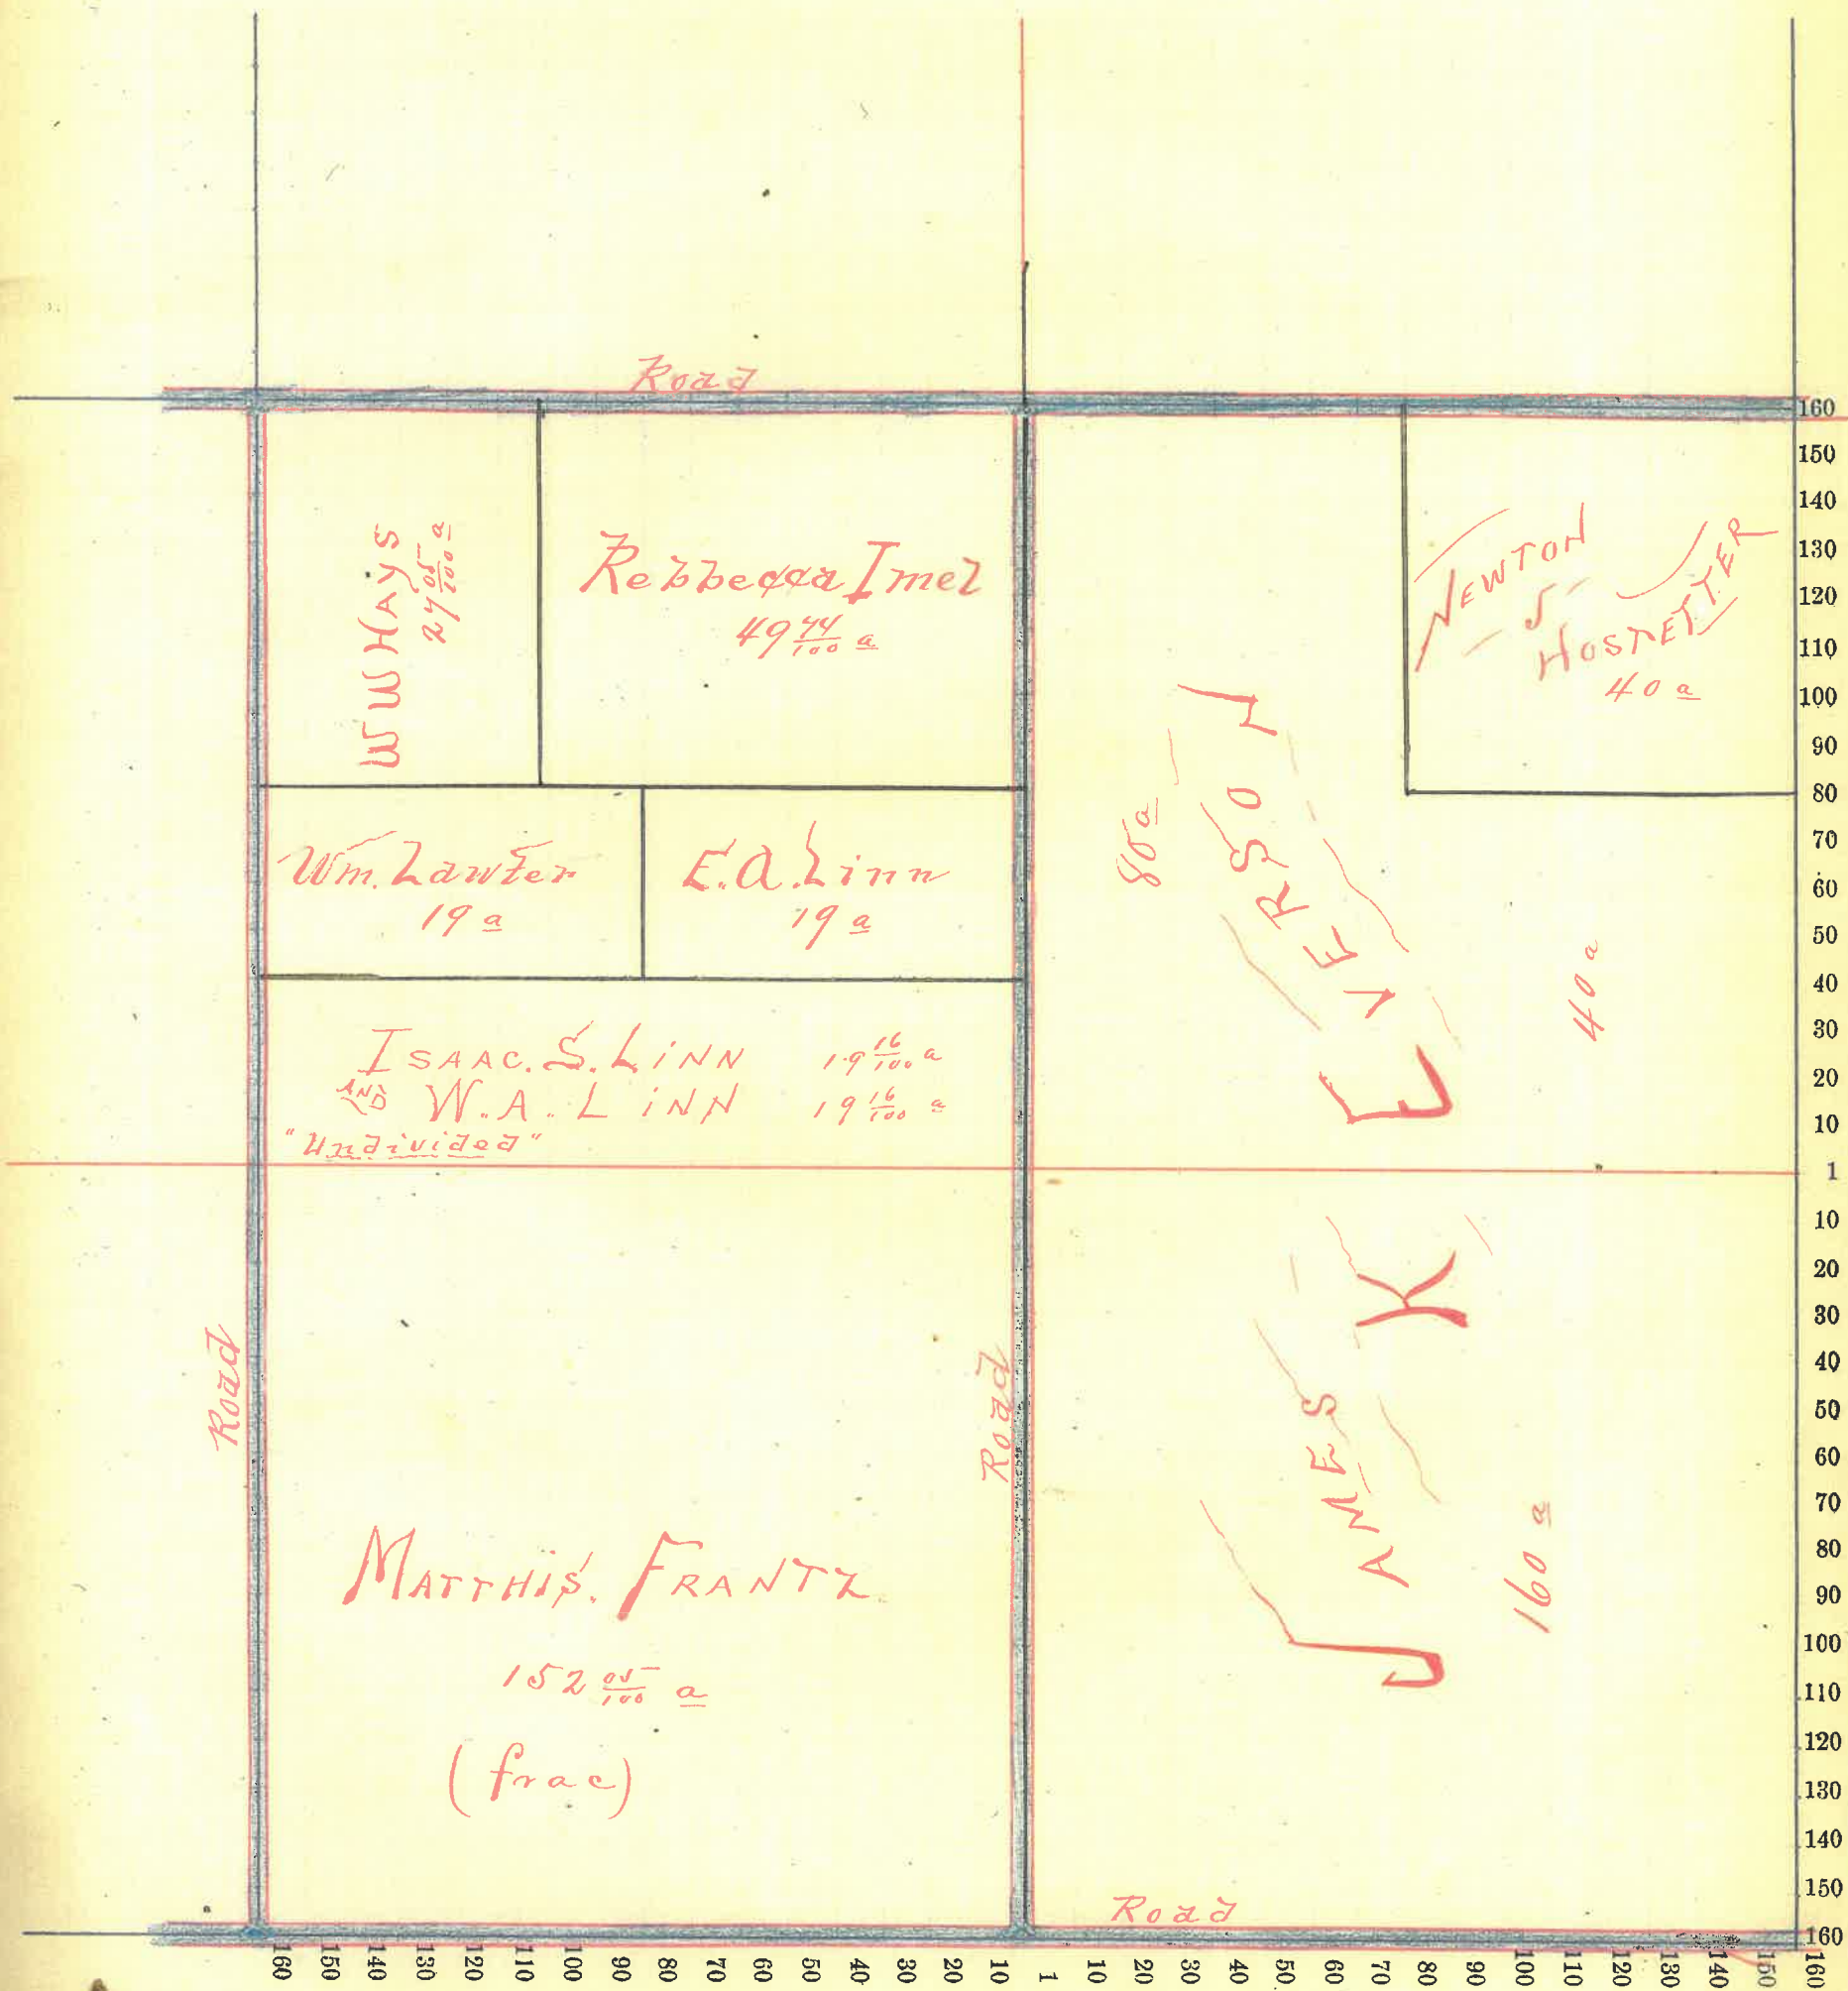 Road
W W HAYS
27 05/100 a
Rebbecca Imel
49 44/100 a
NEWTON
S
HOSTETTER
40 a
Wm. Lawter
19 a
E. A. Linn
19 a
80 a
JAMES K EVERSON
40 a
160 a
ISAAC. S. LINN 19 16/100 a
AND W. A. LINN 19 16/100 a
"Undivided"
Road
Road
MATTHIS. FRANTZ
152 05/100 a
(frac)
Road
160
150
140
130
120
110
100
90
80
70
60
50
40
30
20
10
1
10
20
30
40
50
60
70
80
90
100
110
120
130
140
150
160
160 150 140 130 120 110 100 90 80 70 60 50 40 30 20 10 1 10 20 30 40 50 60 70 80 90 100 110 120 130 140 150 160